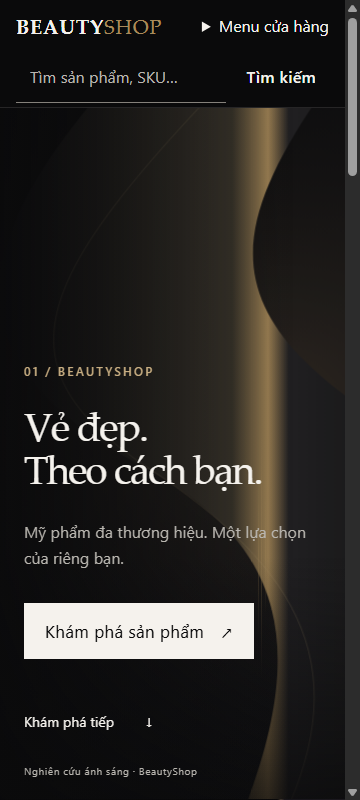 BEAUTYSHOP
▶ Menu cửa hàng
Tìm sản phẩm, SKU...
Tìm kiếm
01 / BEAUTYSHOP
Vẻ đẹp.
Theo cách bạn.
Mỹ phẩm đa thương hiệu. Một lựa chọn
của riêng bạn.
Khám phá sản phẩm ↗
Khám phá tiếp ↓
Nghiên cứu ánh sáng · BeautyShop